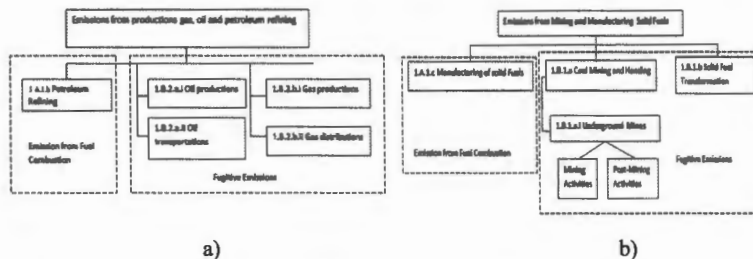 Emissions from productions gas, oil and petroleum refining
1.A.1.b Petroleum
Refining
Emission from Fuel
Combustion
1.B.2.a.i Oil productions
1.B.2.a.ii Oil
transportations
1.B.2.b.i Gas productions
1.B.2.b.ii Gas distributions
Fugitive Emissions
a)
Emissions from Mining and Manufacturing Solid Fuels
1.A.1.c Manufacturing of solid Fuels
Emission from Fuel Combustion
1.B.1.a Coal Mining and Handing
1.B.1.a.i Underground Mines
Mining
Activities
Post-Mining
Activities
1.B.1.b Solid Fuel
Transformation
Fugitive Emissions
b)